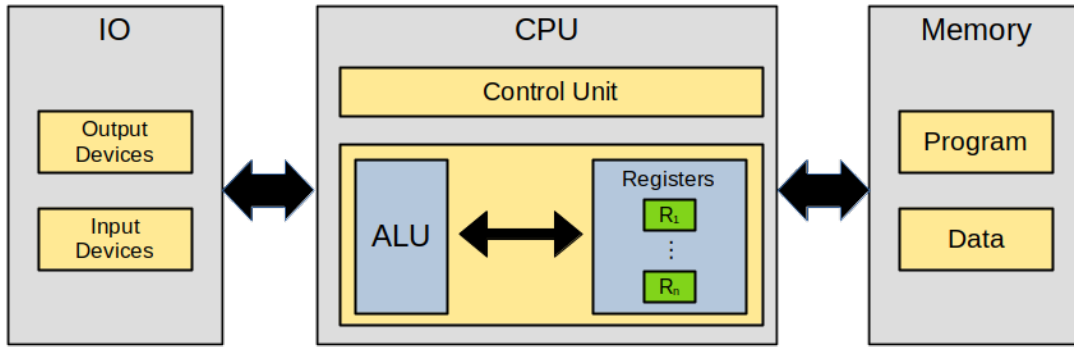 IO
Output
Devices
Input
Devices
CPU
Control Unit
ALU
Registers
R₁
⋮
Rₙ
Memory
Program
Data